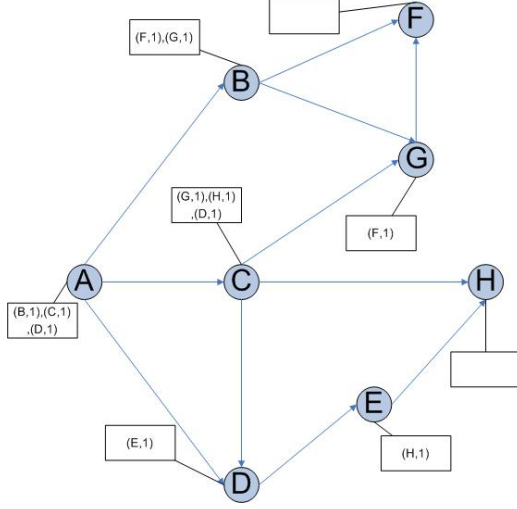 F
(F,1),(G,1)
B
G
(G,1),(H,1)
,(D,1)
(F,1)
A
C
H
(B,1),(C,1)
,(D,1)
E
(E,1)
(H,1)
D